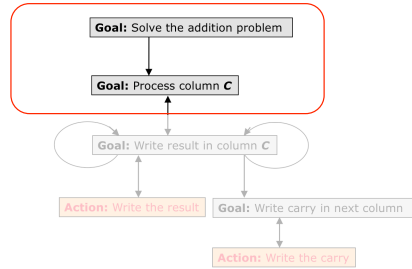 Goal: Solve the addition problem
Goal: Process column C
Goal: Write result in column C
Action: Write the result
Goal: Write carry in next column
Action: Write the carry